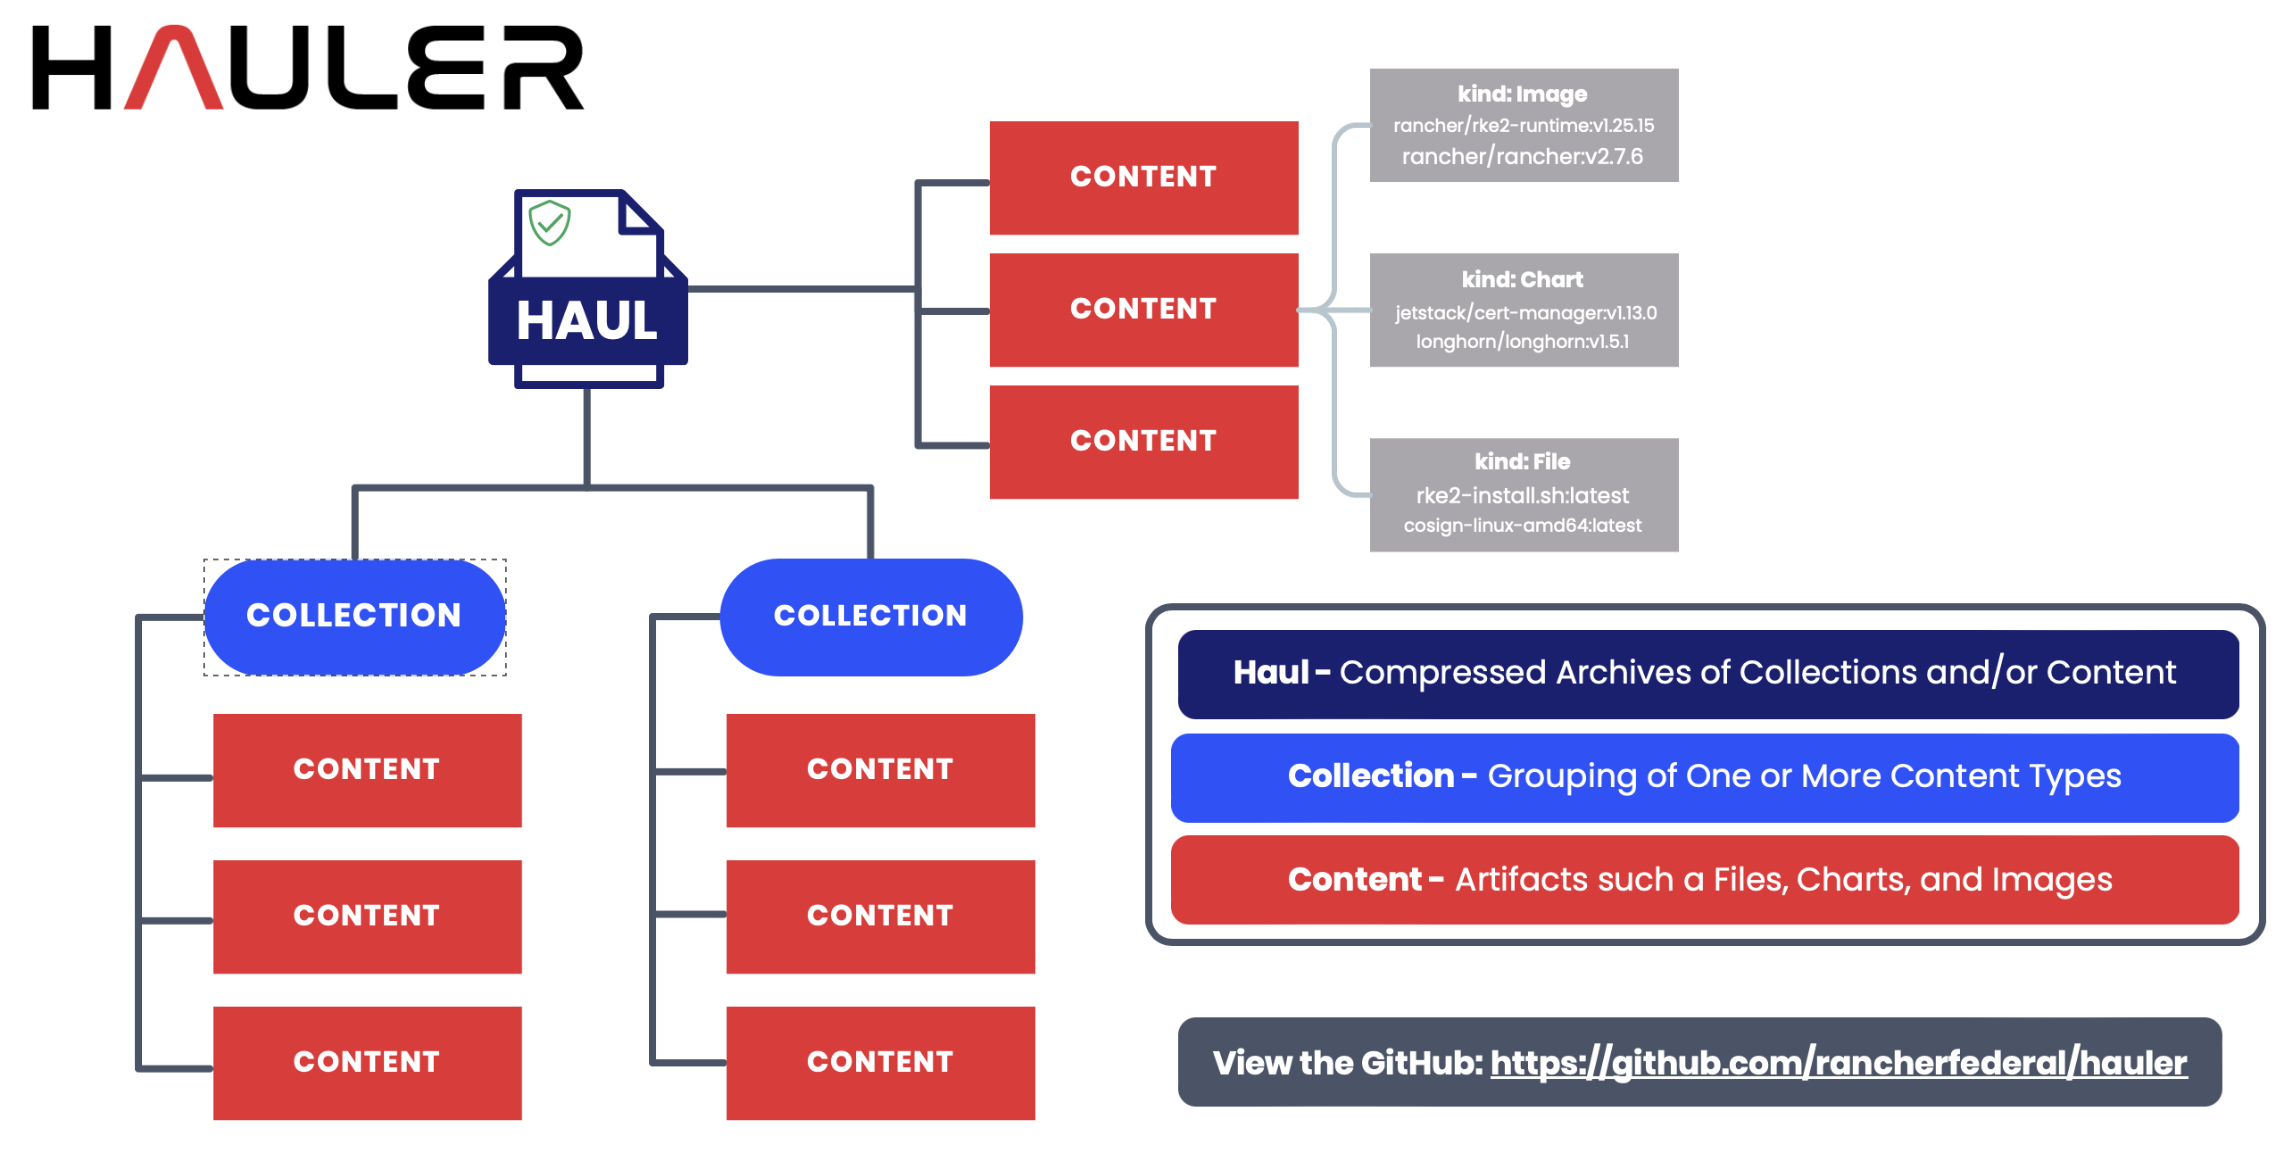 HAULER
HAUL
CONTENT
CONTENT
CONTENT
kind: Image
rancher/rke2-runtime:v1.25.15
rancher/rancher:v2.7.6
kind: Chart
jetstack/cert-manager:v1.13.0
longhorn/longhorn:v1.5.1
kind: File
rke2-install.sh:latest
cosign-linux-amd64:latest
COLLECTION
CONTENT
CONTENT
CONTENT
COLLECTION
CONTENT
CONTENT
CONTENT
Haul - Compressed Archives of Collections and/or Content
Collection - Grouping of One or More Content Types
Content - Artifacts such a Files, Charts, and Images
View the GitHub: https://github.com/rancherfederal/hauler